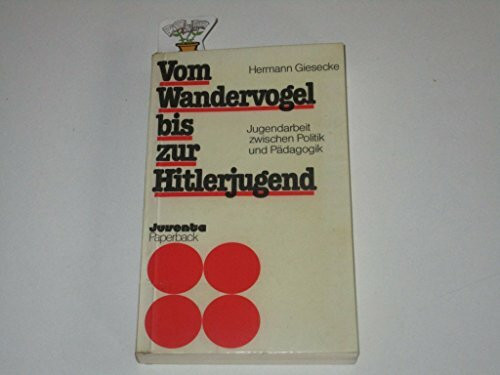 Hermann Giesecke
Vom
Wandervogel
bis
zur
Hitlerjugend
Jugendarbeit
zwischen Politik
und Pädagogik
Juventa
Paperback